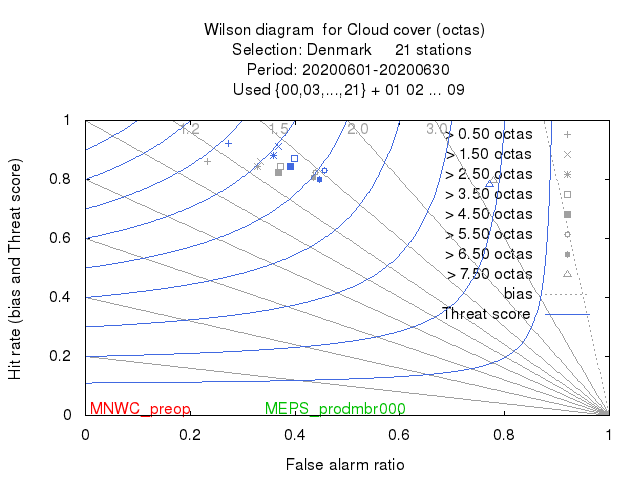 Wilson diagram  for Cloud cover (octas)
Selection: Denmark     21 stations
Period: 20200601-20200630
Used {00,03,...,21} + 01 02 ... 09
Hit rate (bias and Threat score)
1
0.8
0.6
0.4
0.2
0
1.2 1.5 2.0 3.0
> 0.50 octas
> 1.50 octas
> 2.50 octas
> 3.50 octas
> 4.50 octas
> 5.50 octas
> 6.50 octas
> 7.50 octas
bias
Threat score
MNWC_preop MEPS_prodmbr000
0 0.2 0.4 0.6 0.8 1
False alarm ratio